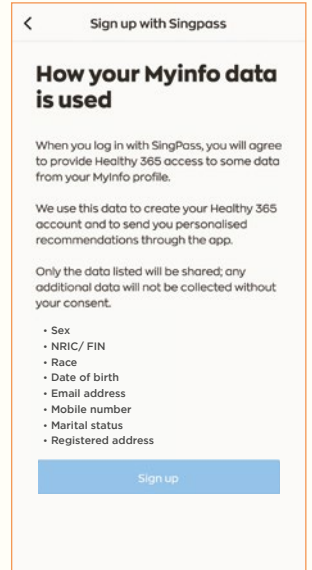 Sign up with Singpass
How your Myinfo data
is used
When you log in with SingPass, you will agree
to provide Healthy 365 access to some data
from your MyInfo profile.
We use this data to create your Healthy 365
account and to send you personalised
recommendations through the app.
Only the data listed will be shared; any
additional data will not be collected without
your consent.
• Sex
• NRIC/ FIN
• Race
• Date of birth
• Email address
• Mobile number
• Marital status
• Registered address
Sign up